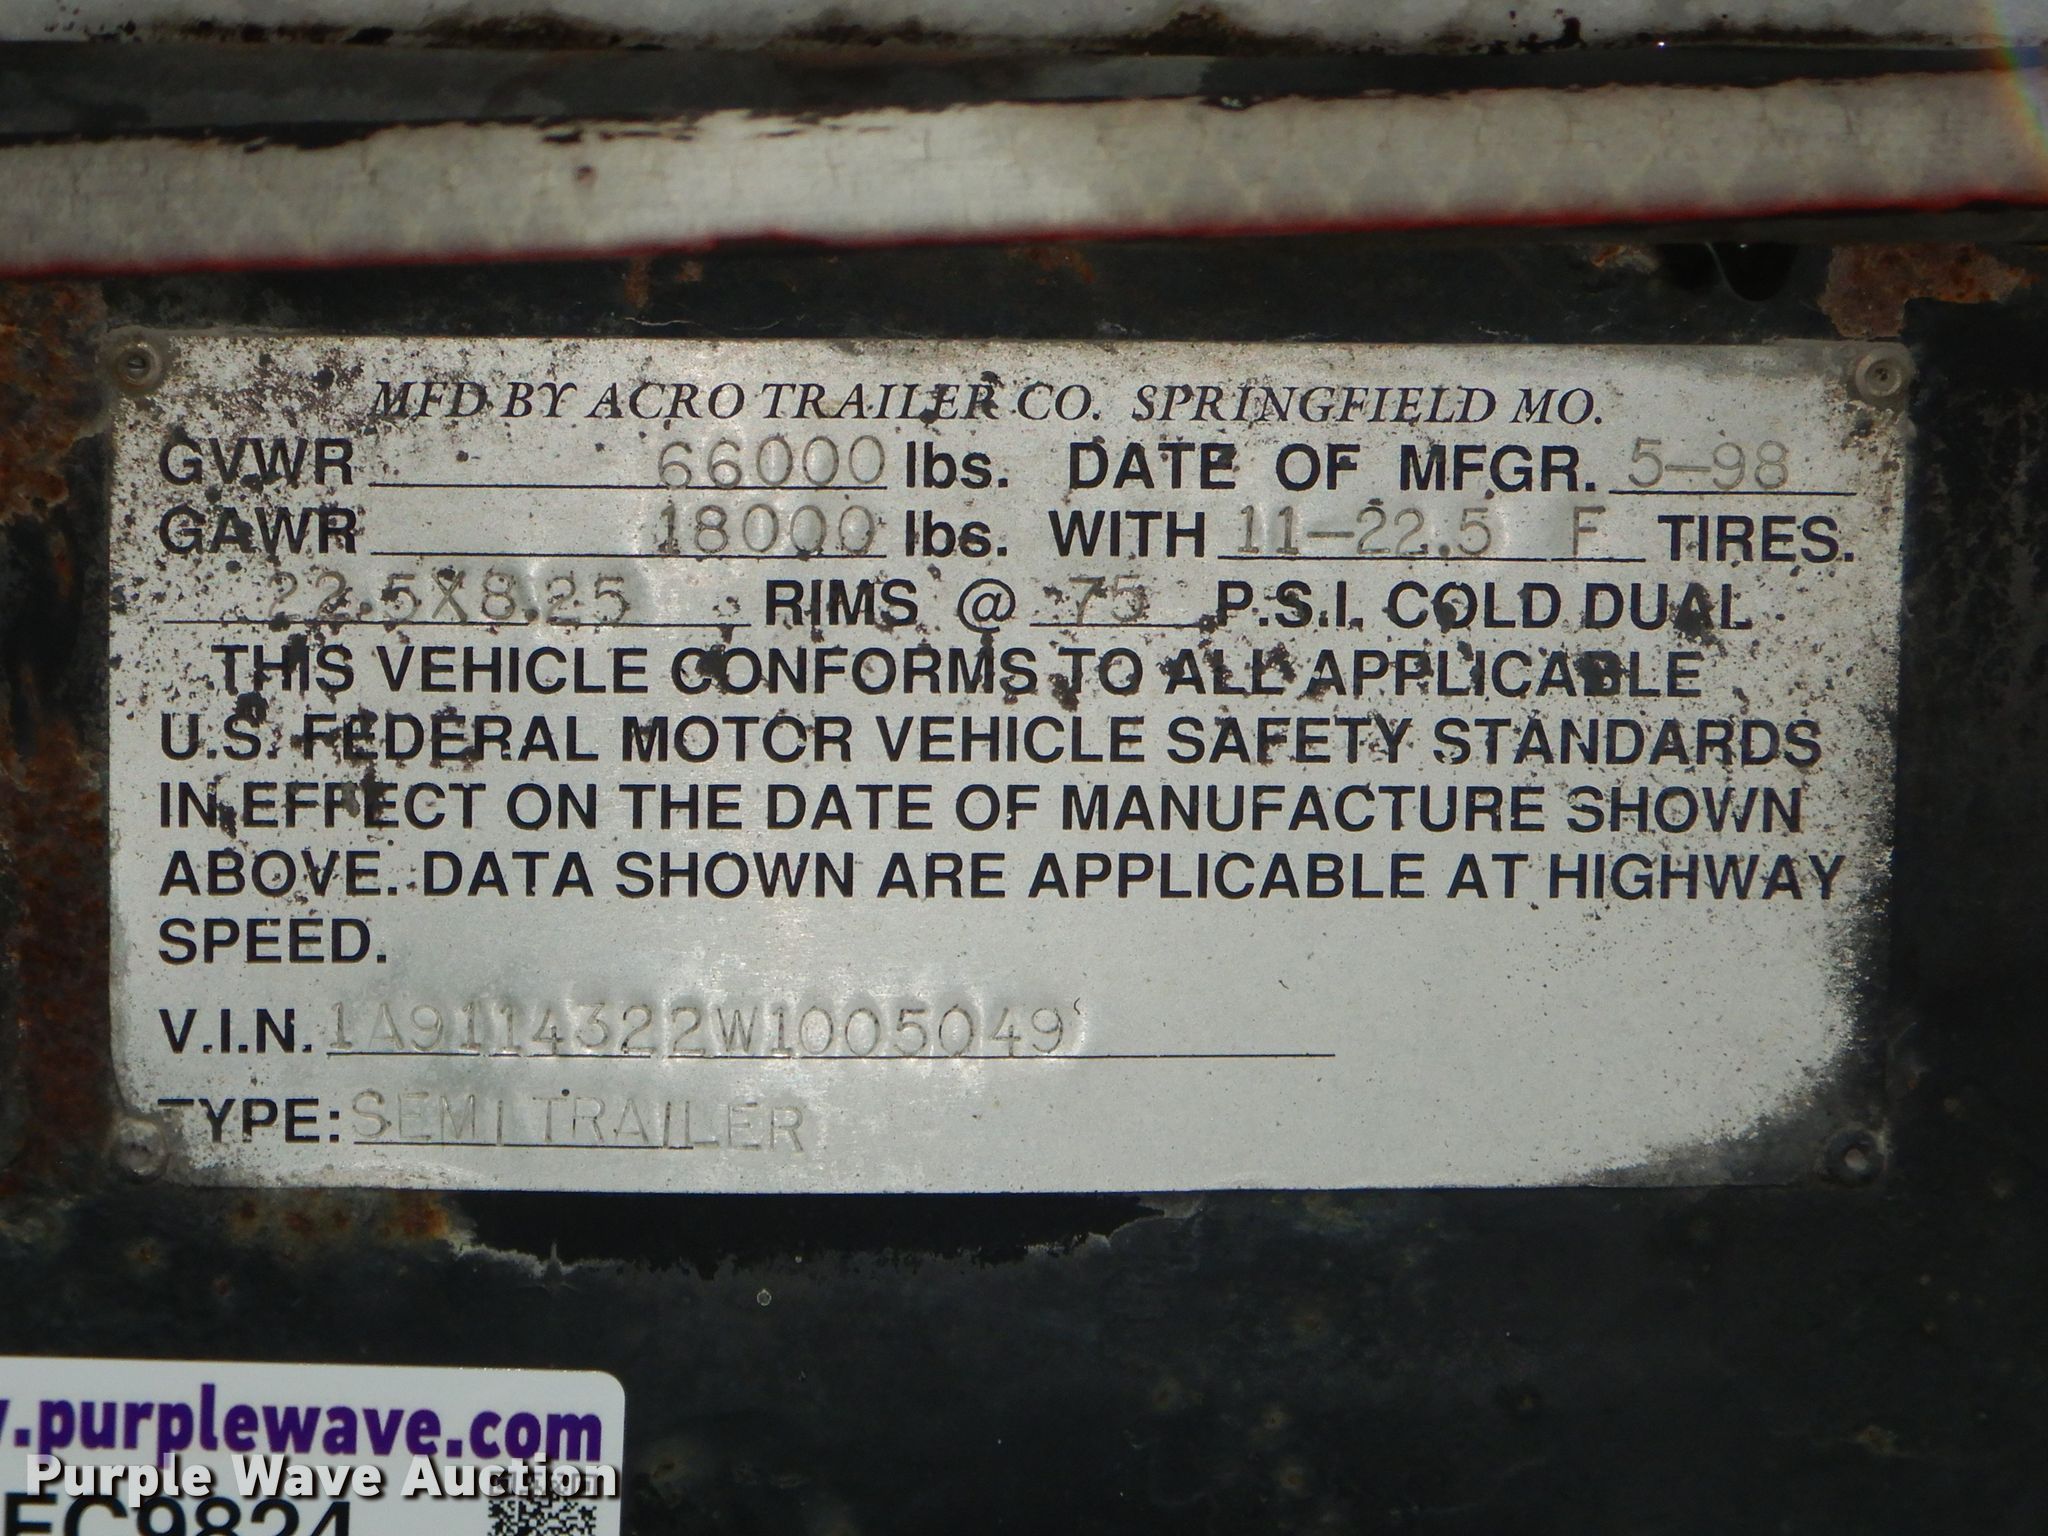 MFD BY ACRO TRAILER CO. SPRINGFIELD MO.
GVWR 66000 lbs. DATE OF MFGR. 5-98
GAWR 18000 lbs. WITH 11-22.5 F TIRES.
22.5X8.25 RIMS @ 75 P.S.I. COLD DUAL
THIS VEHICLE CONFORMS TO ALL APPLICABLE
U.S. FEDERAL MOTOR VEHICLE SAFETY STANDARDS
IN EFFECT ON THE DATE OF MANUFACTURE SHOWN
ABOVE. DATA SHOWN ARE APPLICABLE AT HIGHWAY
SPEED.
V.I.N. 1A9114322W1005049
TYPE: SEMI TRAILER
.purplewave.com
Purple Wave Auction
FC9824